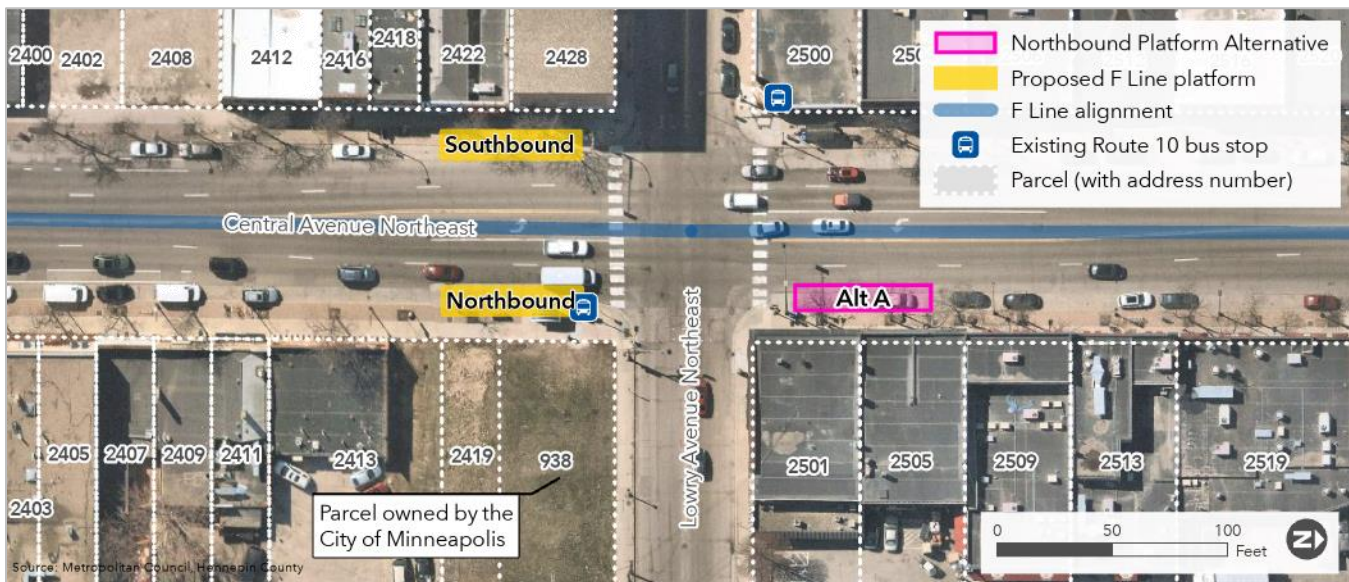 2400
2402
2408
2412
2416
2418
2422
2428
2500
Northbound Platform Alternative
Proposed F Line platform
F Line alignment
Existing Route 10 bus stop
Parcel (with address number)
Southbound
Central Avenue Northeast
Northbound
Alt A
Lowry Avenue Northeast
2403
2405
2407
2409
2411
2413
2419
938
2501
2505
2509
2513
2519
Parcel owned by the
City of Minneapolis
0 50 100
Feet
N
Source: Metropolitan Council, Hennepin County